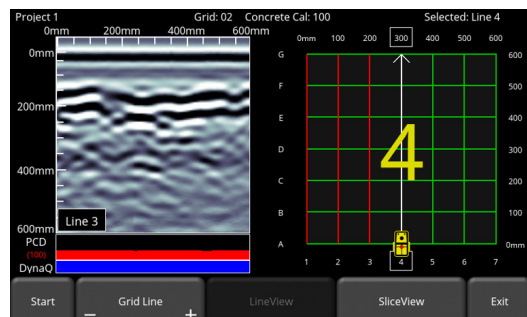 Project 1 Grid: 02 Concrete Cal: 100 Selected: Line 4
0mm 200mm 400mm 600mm
0mm
200mm
400mm
600mm
Line 3
PCD
(100)
DynaQ
0mm 100 200 300 400 500 600
G 600
F 500
E 400
D 300
C 200
B 100
A 0mm
4
1 2 3 4 5 6 7
Start - Grid Line + LineView SliceView Exit